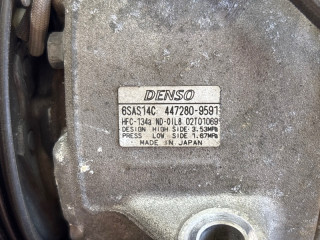 DENSO
6SAS14C 447280-9591
HFC-134a ND-OIL8 02T01069
DESIGN HIGH SIDE:3.53MPa
PRESS LOW SIDE:1.67MPa
MADE IN JAPAN